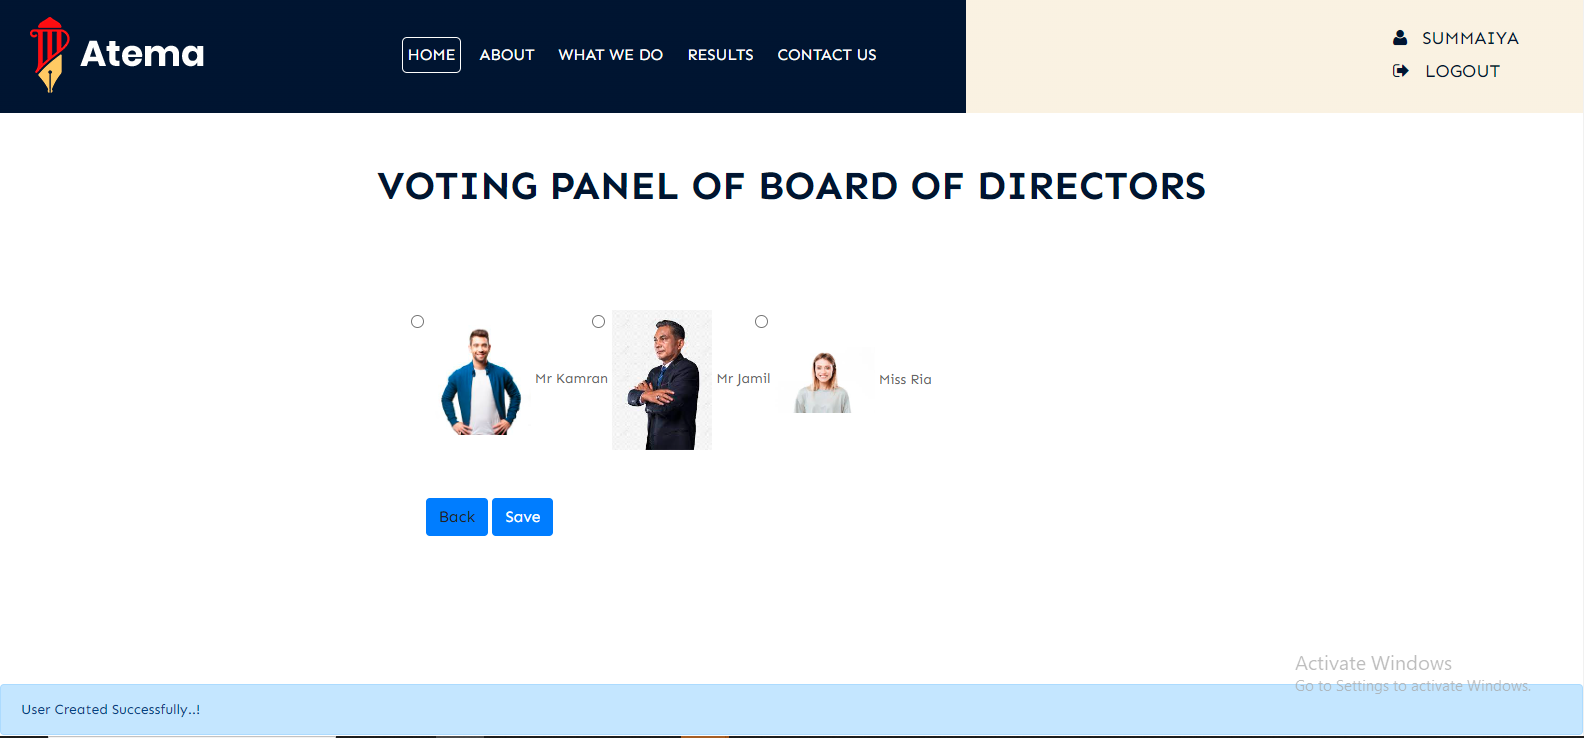 Atema
HOME ABOUT WHAT WE DO RESULTS CONTACT US
SUMMAIYA
LOGOUT
VOTING PANEL OF BOARD OF DIRECTORS
Mr Kamran Mr Jamil Miss Ria
Back Save
Activate Windows
Go to Settings to activate Windows.
User Created Successfully..!